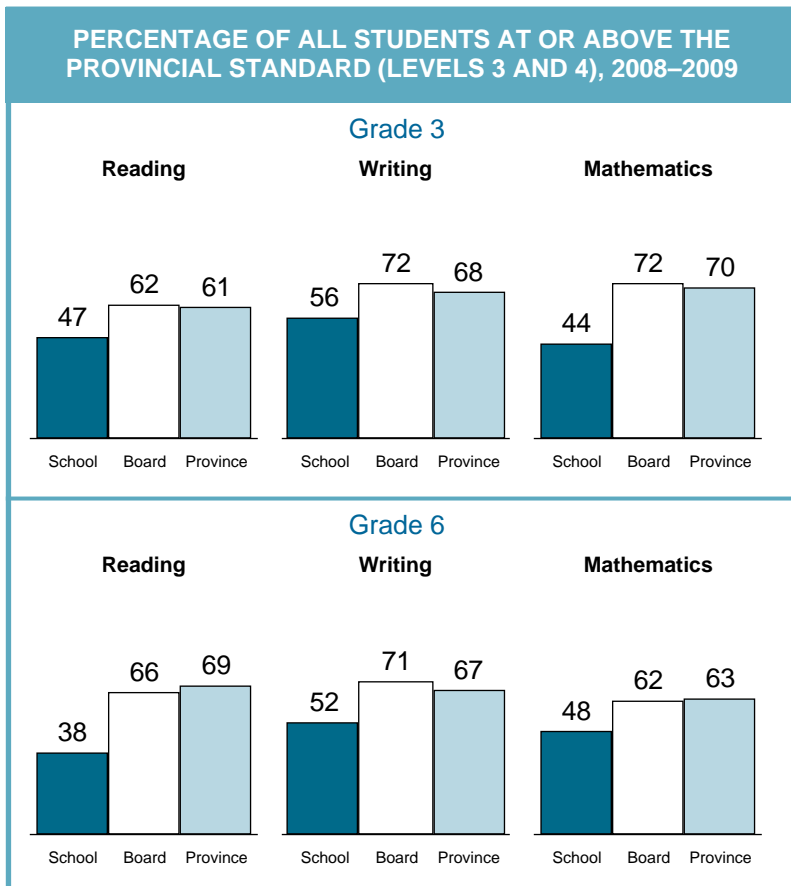 PERCENTAGE OF ALL STUDENTS AT OR ABOVE THE
PROVINCIAL STANDARD (LEVELS 3 AND 4), 2008–2009
Grade 3
Reading Writing Mathematics
47 62 61 56 72 68 44 72 70
School Board Province School Board Province School Board Province
Grade 6
Reading Writing Mathematics
38 66 69 52 71 67 48 62 63
School Board Province School Board Province School Board Province